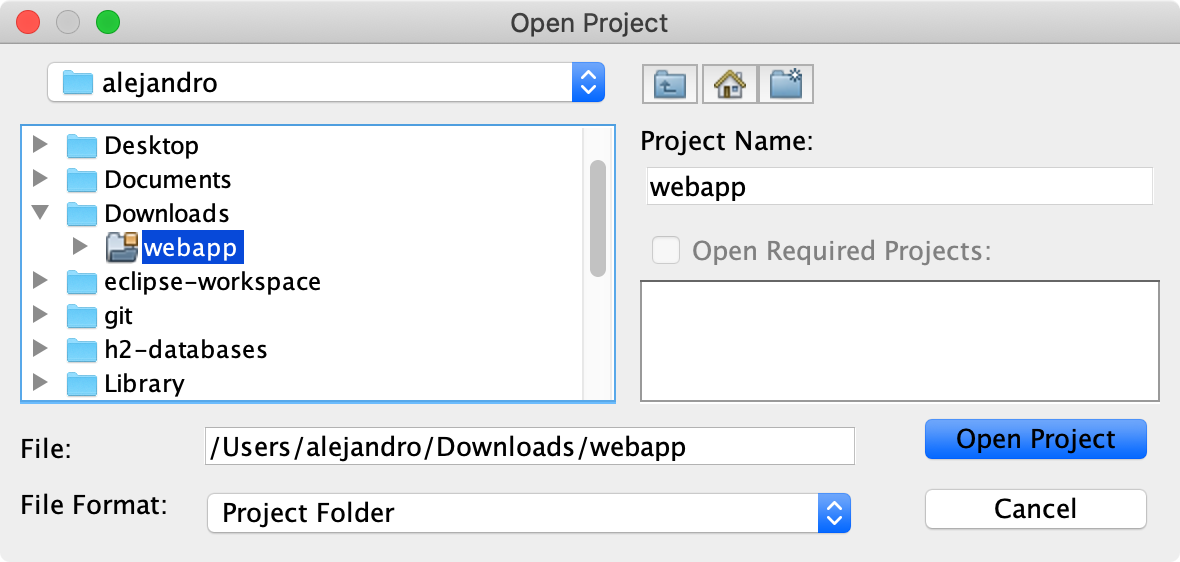 Open Project
alejandro
Desktop
Documents
Downloads
webapp
eclipse-workspace
git
h2-databases
Library
Project Name:
webapp
Open Required Projects:
File:
/Users/alejandro/Downloads/webapp
Open Project
File Format:
Project Folder
Cancel